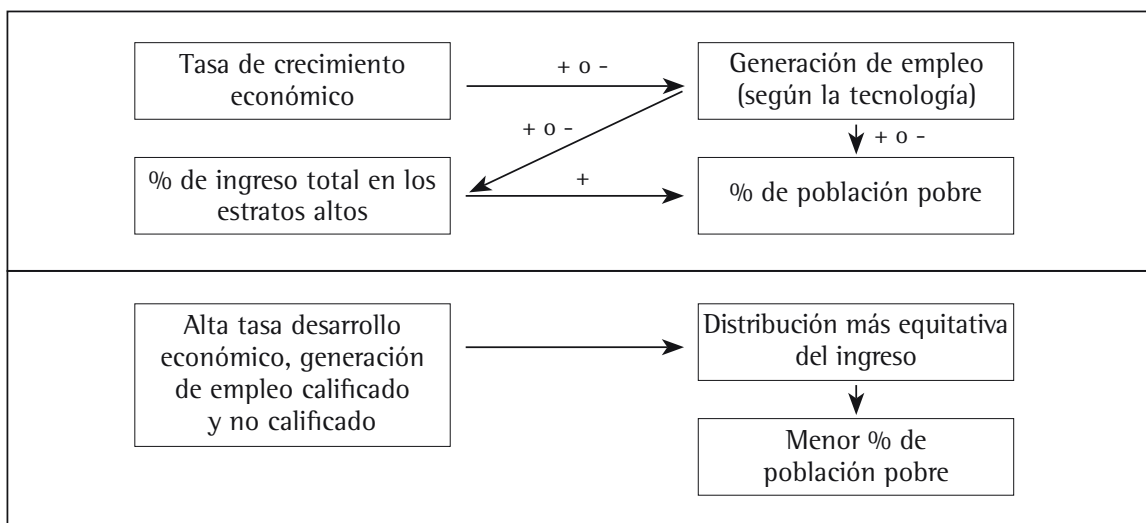 Tasa de crecimiento
económico
+ o -
Generación de empleo
(según la tecnología)
+ o -
+ o -
% de ingreso total en los
estratos altos
+
% de población pobre
Alta tasa desarrollo
económico, generación
de empleo calificado
y no calificado
Distribución más equitativa
del ingreso
Menor % de
población pobre